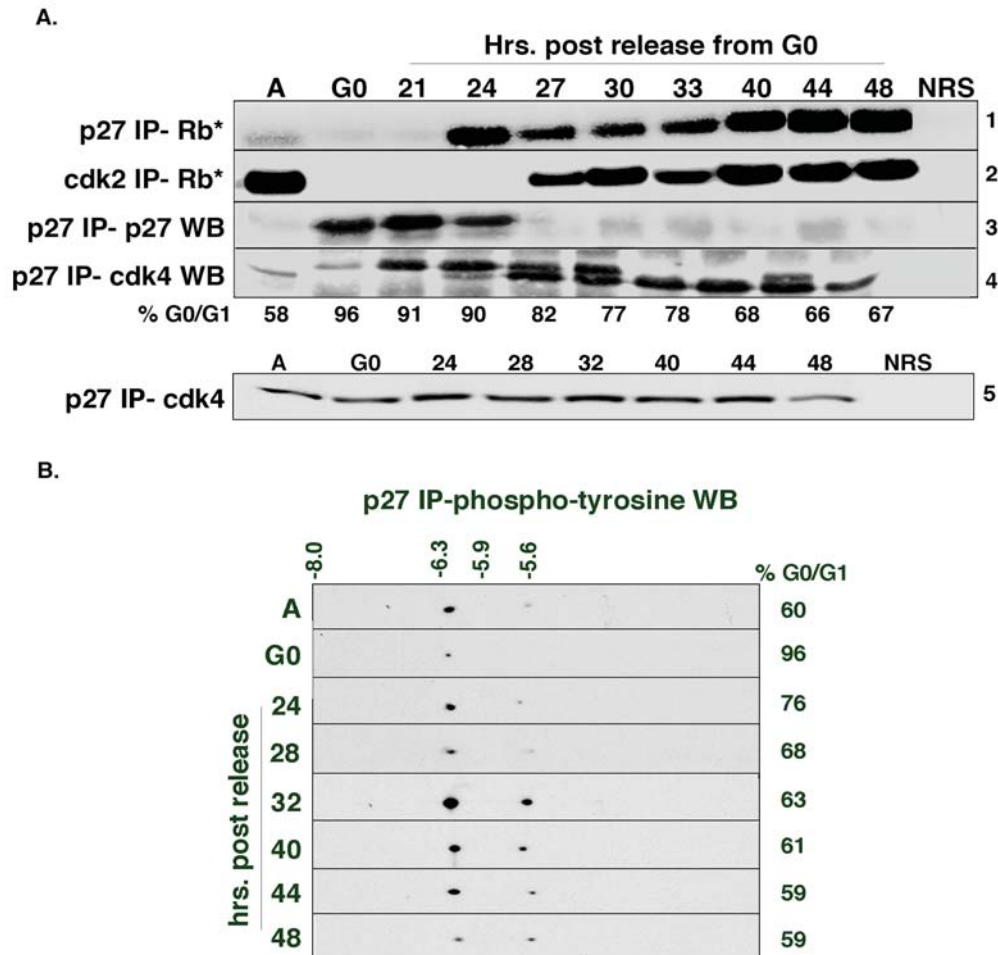 A.
Hrs. post release from G0
A G0 21 24 27 30 33 40 44 48 NRS
p27 IP- Rb* 1
cdk2 IP- Rb* 2
p27 IP- p27 WB 3
p27 IP- cdk4 WB 4
% G0/G1 58 96 91 90 82 77 78 68 66 67
A G0 24 28 32 40 44 48 NRS
p27 IP- cdk4 5
B.
p27 IP-phospho-tyrosine WB
-8.0 -6.3 -5.9 -5.6 % G0/G1
A 60
G0 96
24 76
28 68
32 63
40 61
44 59
48 59
hrs. post release